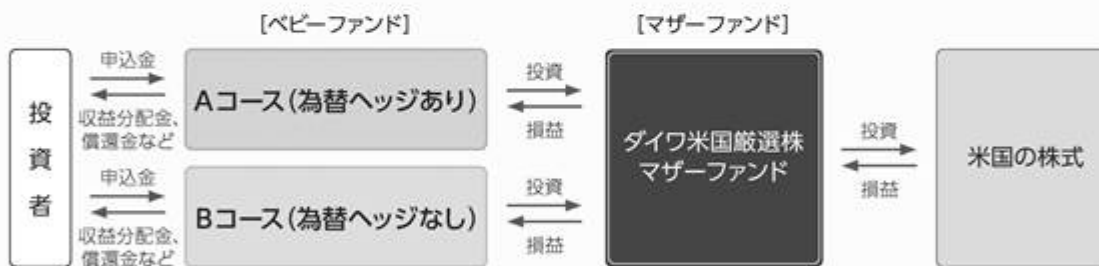 [ベビーファンド]
[マザーファンド]
投資者
申込金
収益分配金、
償還金など
Aコース(為替ヘッジあり)
投資
損益
申込金
収益分配金、
償還金など
Bコース(為替ヘッジなし)
投資
損益
ダイワ米国厳選株
マザーファンド
投資
損益
米国の株式